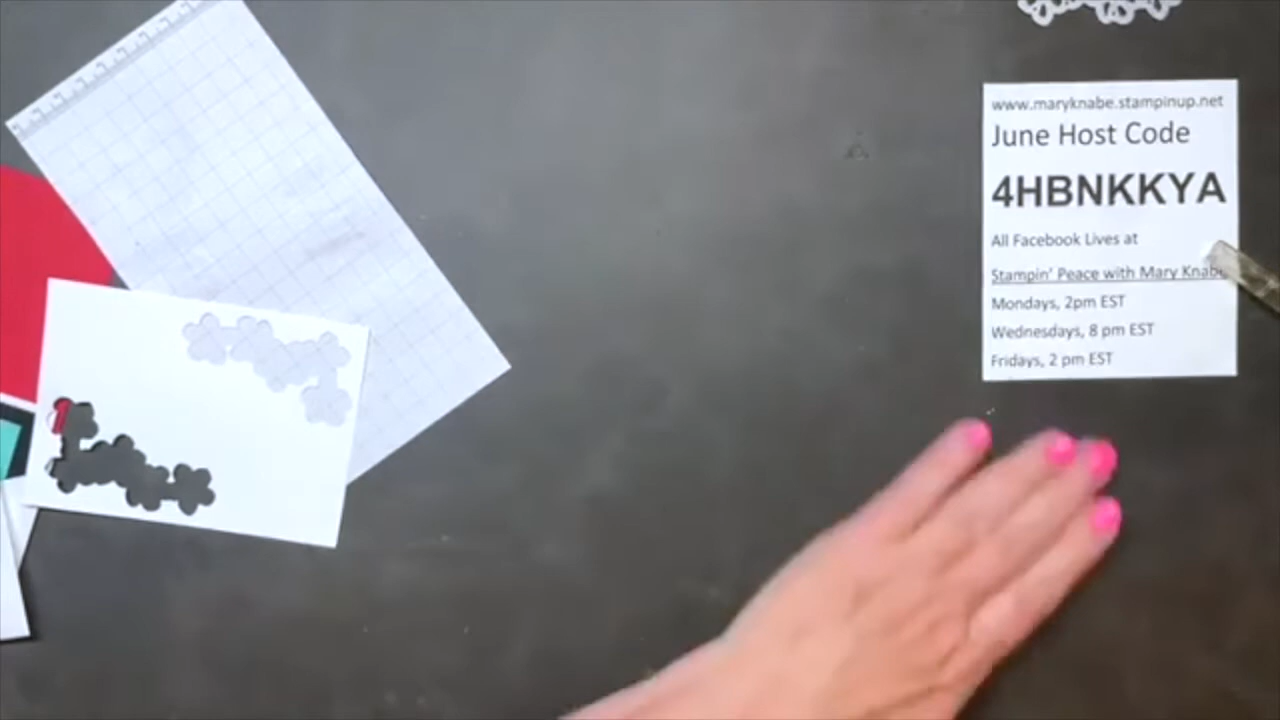 www.maryknabe.stampinup.net
June Host Code
4HBNKKYA
All Facebook Lives at
Stampin' Peace with Mary Knabe
Mondays, 2pm EST
Wednesdays, 8 pm EST
Fridays, 2 pm EST